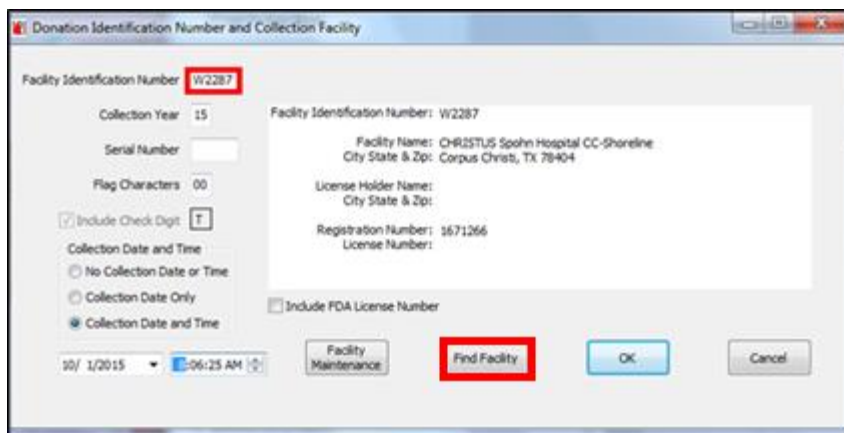 Donation Identification Number and Collection Facility
Facility Identification Number W2287
Collection Year 15
Serial Number
Flag Characters 00
Include Check Digit T
Collection Date and Time
No Collection Date or Time
Collection Date Only
Collection Date and Time
10/ 1/2015 :06:25 AM
Facility Identification Number: W2287
Facility Name: CHRISTUS Spohn Hospital CC-Shoreline
City State & Zip: Corpus Christi, TX 78404
License Holder Name:
City State & Zip:
Registration Number: 1671266
License Number:
Include FDA License Number
Facility
Maintenance
Find Facility
OK
Cancel